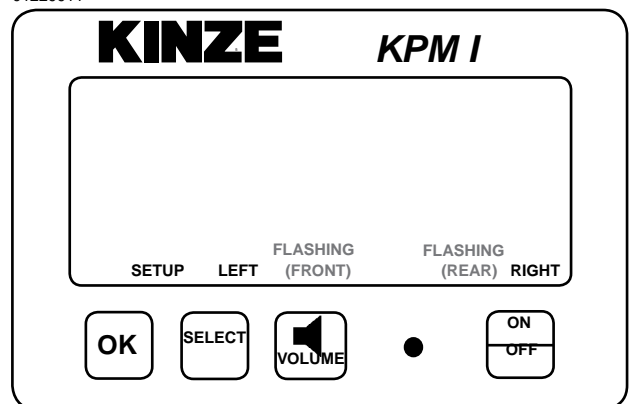 KINZE KPM I
FLASHING FLASHING
SETUP LEFT (FRONT) (REAR) RIGHT
OK SELECT VOLUME ON
OFF